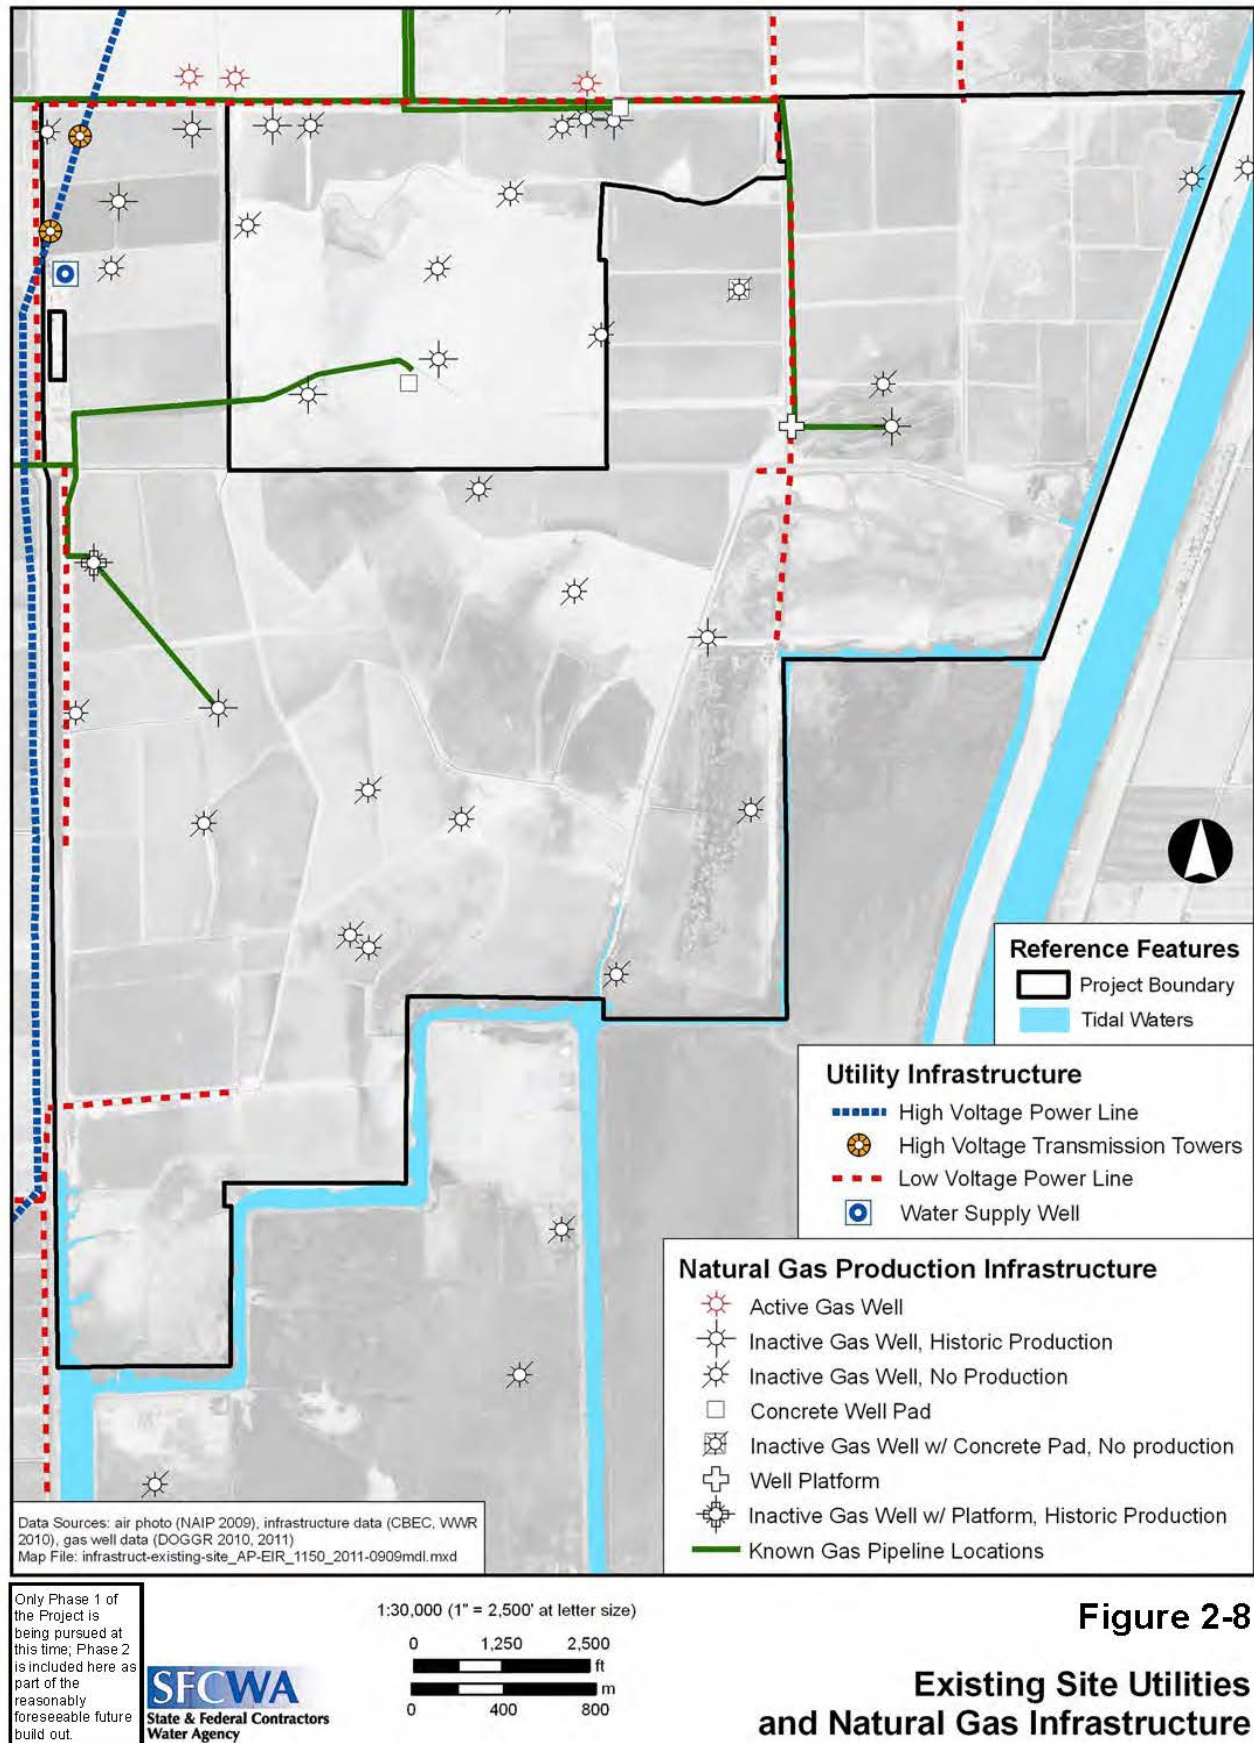 Reference Features
Project Boundary
Tidal Waters
Utility Infrastructure
High Voltage Power Line
High Voltage Transmission Towers
Low Voltage Power Line
Water Supply Well
Natural Gas Production Infrastructure
Active Gas Well
Inactive Gas Well, Historic Production
Inactive Gas Well, No Production
Concrete Well Pad
Inactive Gas Well w/ Concrete Pad, No production
Well Platform
Inactive Gas Well w/ Platform, Historic Production
Known Gas Pipeline Locations
Data Sources: air photo (NAIP 2009), infrastructure data (CBEC, WWR
2010), gas well data (DOGGR 2010, 2011)
Map File: infrastruct-existing-site_AP-EIR_1150_2011-0909mdl.mxd
Only Phase 1 of
the Project is
being pursued at
this time; Phase 2
is included here as
part of the
reasonably
foreseeable future
build out.
SFCWA
State & Federal Contractors
Water Agency
1:30,000 (1" = 2,500' at letter size)
0 1,250 2,500
ft
m
0 400 800
Figure 2-8
Existing Site Utilities
and Natural Gas Infrastructure